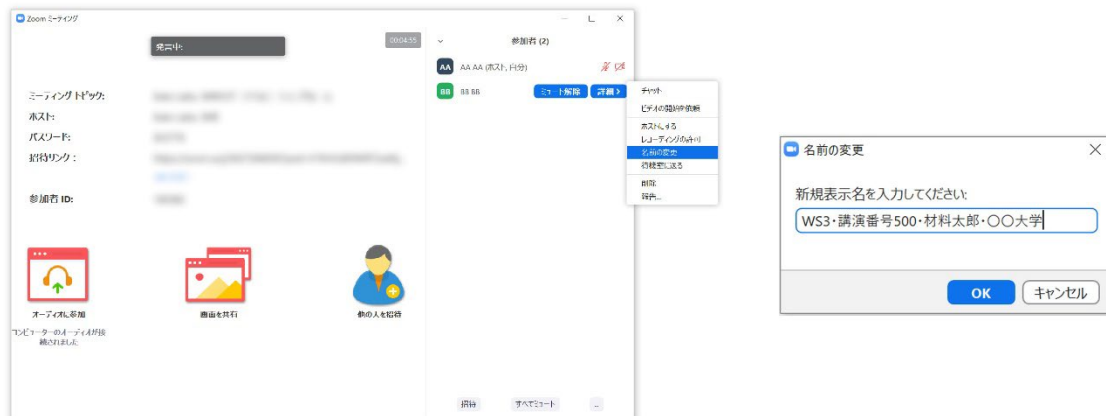 Zoom ミーティング
発言中:
00:04:55
参加者 (2)
AA
AA AA (ホスト, 自分)
BB
BB BB
ミュート解除
詳細 >
チャット
ビデオの開始を依頼
ホストにする
レコーディングの許可
名前の変更
待機室に送る
削除
報告...
ミーティング トピック:
ホスト:
パスワード:
招待リンク:
参加者 ID:
オーディオに参加
コンピューターのオーディオが接
続されました
画面を共有
他の人を招待
招待
すべてミュート
...
名前の変更
新規表示名を入力してください:
WS3・講演番号500・材料太郎・〇〇大学
OK
キャンセル